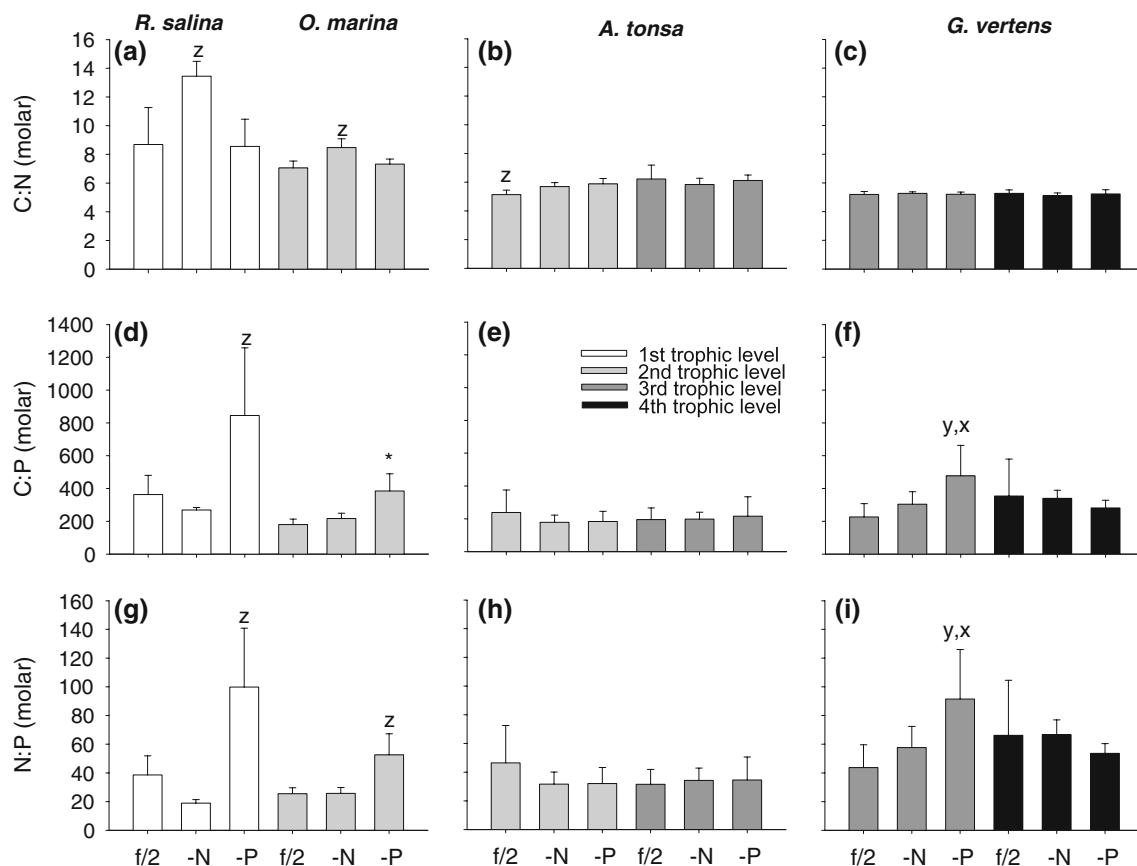 R. salina O. marina A. tonsa G. vertens
(a) z z
(b) z
(c)
C:N (molar)
16
14
12
10
8
6
4
2
0
(d) z *
(e)
1st trophic level
2nd trophic level
3rd trophic level
4th trophic level
(f) y,x
C:P (molar)
1400
1200
1000
800
600
400
200
0
(g) z z
(h)
(i) y,x
N:P (molar)
160
140
120
100
80
60
40
20
0
f/2 -N -P f/2 -N -P f/2 -N -P f/2 -N -P f/2 -N -P f/2 -N -P